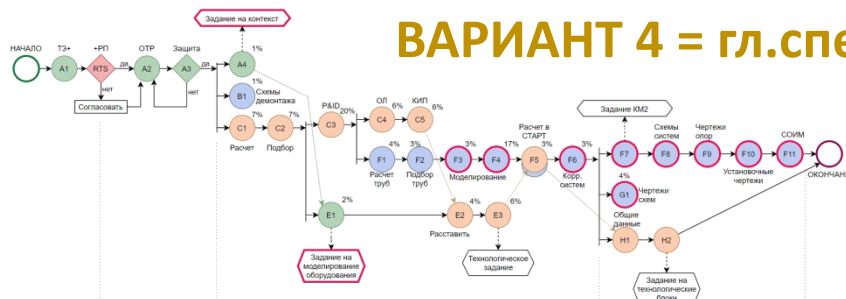 ВАРИАНТ 4 = гл.спе
Задание на контекст
НАЧАЛО
ТЗ+
+РП
ОТР
Защита
A1
RTS
да
A2
A3
да
A4
1%
нет
нет
Согласовать
B1
1%
Схемы
демонтажа
C1
7%
Расчет
C2
7%
Подбор
P&ID
C3
20%
ОЛ
C4
6%
КИП
C5
6%
F1
4%
Расчет
труб
F2
3%
Подбор
труб
F3
3%
F4
17%
Моделирование
Расчет в
СТАРТ
F5
3%
F6
3%
Корр.
систем
Задание КМ2
F7
Схемы
систем
F8
Чертежи
опор
F9
F10
Установочные
чертежи
СОИМ
F11
ОКОНЧАНИ
G1
4%
Чертежи
схем
E1
2%
E2
4%
Расставить
E3
6%
Общие
данные
H1
H2
Задание на
моделирование
оборудования
Технологическое
задание
Задание на
технологические
блоки